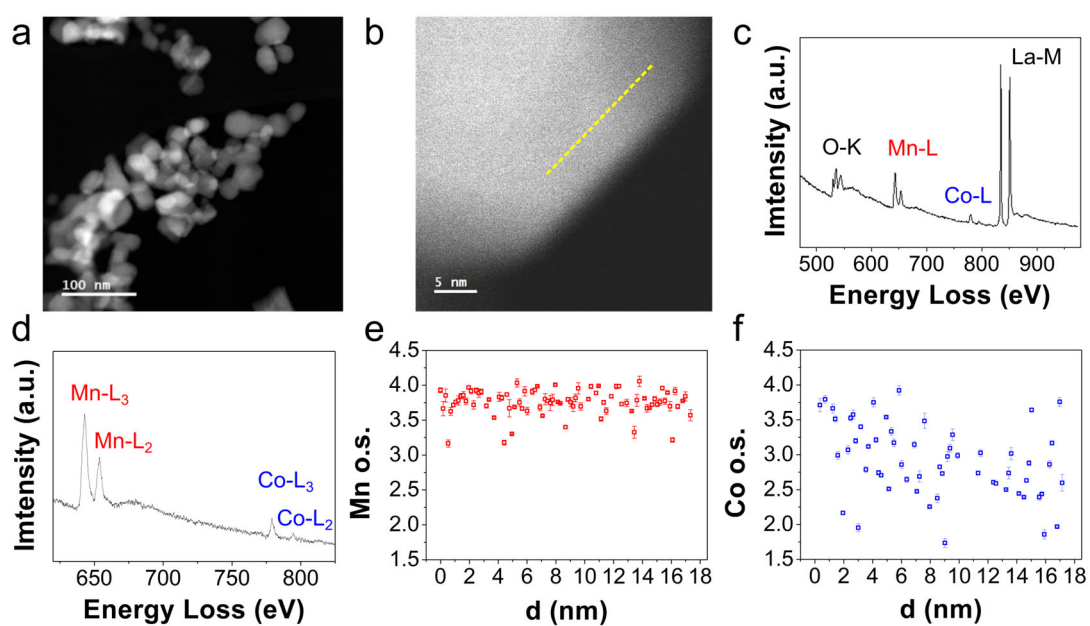 a
100 nm
b
5 nm
c
Imtensity (a.u.)
O-K
Mn-L
Co-L
La-M
500 600 700 800 900
Energy Loss (eV)
d
Imtensity (a.u.)
Mn-L3
Mn-L2
Co-L3
Co-L2
650 700 750 800
Energy Loss (eV)
e
Mn o.s.
4.5
4.0
3.5
3.0
2.5
2.0
1.5
0 2 4 6 8 10 12 14 16 18
d (nm)
f
Co o.s.
4.5
4.0
3.5
3.0
2.5
2.0
1.5
0 2 4 6 8 10 12 14 16 18
d (nm)